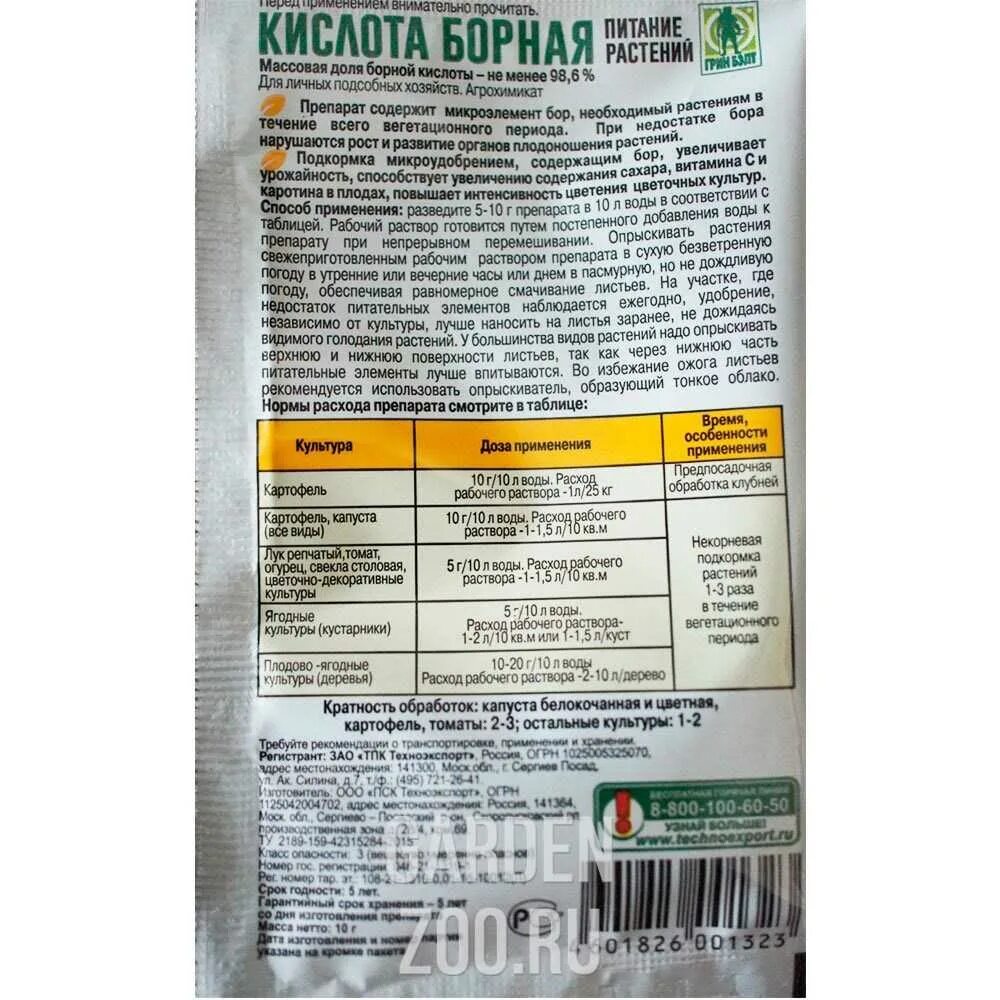 Перед применением внимательно прочитать.
КИСЛОТА БОРНАЯ
ПИТАНИЕ
РАСТЕНИЙ
ГРИН БЭЛТ
Массовая доля борной кислоты – не менее 98,6 %
Для личных подсобных хозяйств. Агрохимикат
Препарат содержит микроэлемент бор, необходимый растениям в
течение всего вегетационного периода. При недостатке бора
нарушаются рост и развитие органов плодоношения растений.
Подкормка микроудобрением, содержащим бор, увеличивает
урожайность, способствует увеличению содержания сахара, витамина С и
каротина в плодах, повышает интенсивность цветения цветочных культур.
Способ применения: разведите 5-10 г препарата в 10 л воды в соответствии с
таблицей. Рабочий раствор готовится путем постепенного добавления воды к
препарату при непрерывном перемешивании. Опрыскивать растения
свежеприготовленным рабочим раствором препарата в сухую безветренную
погоду в утренние или вечерние часы или днем в пасмурную, но не дождливую
погоду, обеспечивая равномерное смачивание листьев. На участке, где
недостаток питательных элементов наблюдается ежегодно, удобрение,
независимо от культуры, лучше наносить на листья заранее, не дожидаясь
видимого голодания растений. У большинства видов растений надо опрыскивать
верхнюю и нижнюю поверхности листьев, так как через нижнюю часть
питательные элементы лучше впитываются. Во избежание ожога листьев
рекомендуется использовать опрыскиватель, образующий тонкое облако.
Нормы расхода препарата смотрите в таблице:
Культура
Доза применения
Время,
особенности
применения
Картофель
10 г/10 л воды. Расход
рабочего раствора -1л/25 кг
Предпосадочная
обработка клубней
Картофель, капуста
(все виды)
10 г/10 л воды. Расход рабочего
раствора -1-1,5 л/10 кв.м
Лук репчатый,томат,
огурец, свекла столовая,
цветочно-декоративные
культуры
5 г/10 л воды. Расход рабочего
раствора -1-1,5 л/10 кв.м
Ягодные
культуры (кустарники)
5 г/10 л воды.
Расход рабочего раствора-
1-2 л/10 кв.м или 1-1,5 л/куст
Плодово -ягодные
культуры (деревья)
10-20 г/10 л воды
Расход рабочего раствора -2-10 л/дерево
Некорневая
подкормка
растений
1-3 раза
в течение
вегетационного
периода
Кратность обработок: капуста белокочанная и цветная,
картофель, томаты: 2-3; остальные культуры: 1-2
Требуйте рекомендации о транспортировке, применении и хранении.
Регистрант: ЗАО «ТПК Техноэкспорт», Россия, ОГРН 1025005325070,
адрес местонахождения: 141300, Моск.обл., г. Сергиев Посад,
ул. Ак. Силина, д.7, т./ф.: (495) 721-26-41.
Изготовитель: ООО «ПСК Техноэкспорт», ОГРН
1125042004702, адрес местонахождения: Россия, 141364,
Моск. обл., Сергиево-
производственная зона
ТУ 2189-159-42315284-
Класс опасности: 3
Номер гос. регистрации
Рег. номер тар. эт.
Срок годности: 5 лет.
Гарантийный срок хранения – 5 лет
со дня изготовления
Масса нетто: 10 г
Дата изготовления и номер
указана на кромке пакета
БЕСПЛАТНАЯ ГОРЯЧАЯ ЛИНИЯ
8-800-100-60-50
УЗНАЙ БОЛЬШЕ!
www.technoexport.ru
РС
4 601826 001323
GARDEN
ZOO.RU